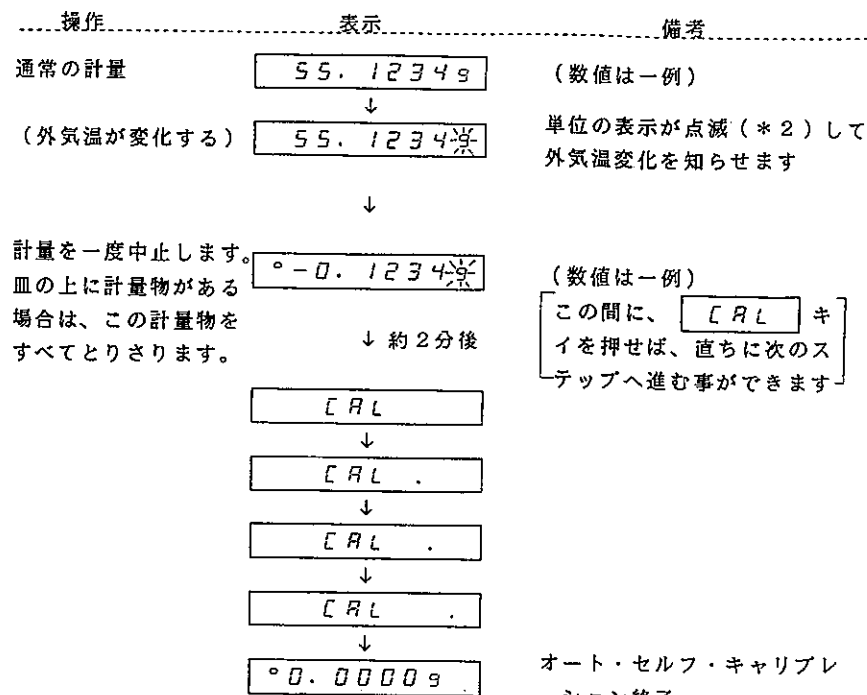 操作 表示 備考
通常の計量 55.1234g (数値は一例)
↓
(外気温が変化する) 55.1234g 単位の表示が点滅(*2)して
外気温変化を知らせます
↓
計量を一度中止します。
皿の上に計量物がある °-0.1234g (数値は一例)
場合は、この計量物を この間に、 CAL キ
すべてとりさります。 ↓ 約2分後 イを押せば、直ちに次のス
テップへ進む事ができます
CAL
↓
CAL .
↓
CAL .
↓
CAL .
↓
°0.0000g オート・セルフ・キャリブレ
ーション終了